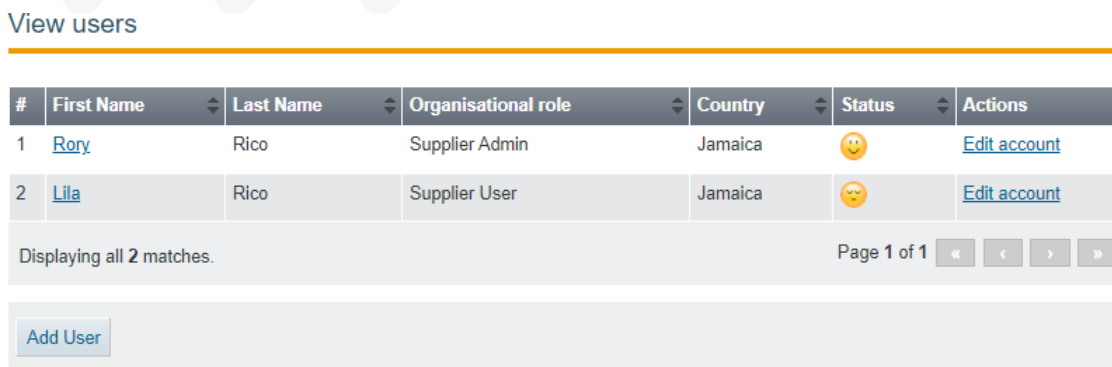 View users
# First Name Last Name Organisational role Country Status Actions
1 Rory Rico Supplier Admin Jamaica Edit account
2 Lila Rico Supplier User Jamaica Edit account
Displaying all 2 matches. Page 1 of 1 « ‹ › »
Add User